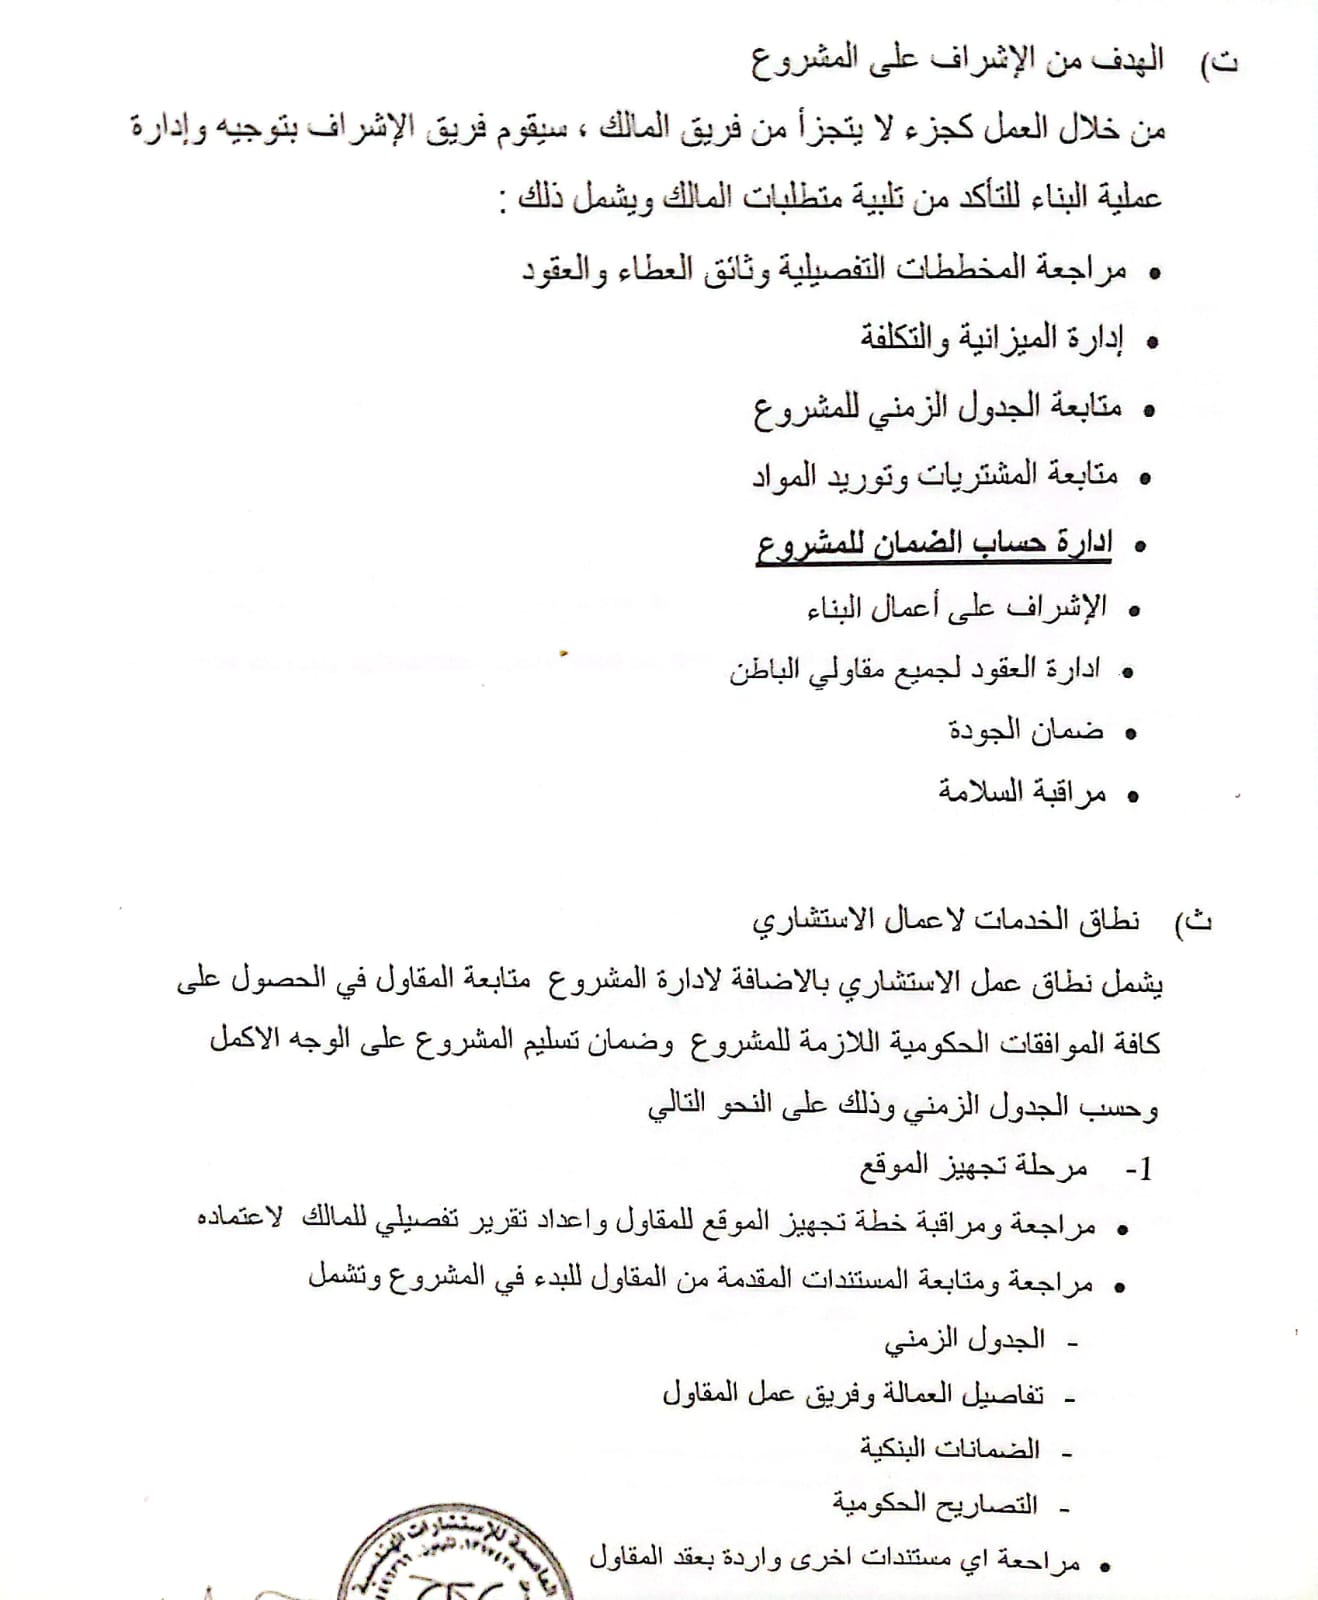 ت) الهدف من الإشراف على المشروع
من خلال العمل كجزء لا يتجزأ من فريق المالك ، سيقوم فريق الإشراف بتوجيه وإدارة
عملية البناء للتأكد من تلبية متطلبات المالك ويشمل ذلك :
• مراجعة المخططات التفصيلية وثائق العطاء والعقود
• إدارة الميزانية والتكلفة
• متابعة الجدول الزمني للمشروع
• متابعة المشتريات وتوريد المواد
• ادارة حساب الضمان للمشروع
• الإشراف على أعمال البناء
• ادارة العقود لجميع مقاولي الباطن
• ضمان الجودة
• مراقبة السلامة
ث) نطاق الخدمات لاعمال الاستشاري
يشمل نطاق عمل الاستشاري بالاضافة لادارة المشروع متابعة المقاول في الحصول على
كافة الموافقات الحكومية اللازمة للمشروع وضمان تسليم المشروع على الوجه الاكمل
وحسب الجدول الزمني وذلك على النحو التالي
1- مرحلة تجهيز الموقع
• مراجعة ومراقبة خطة تجهيز الموقع للمقاول واعداد تقرير تفصيلي للمالك لاعتماده
• مراجعة ومتابعة المستندات المقدمة من المقاول للبدء في المشروع وتشمل
- الجدول الزمني
- تفاصيل العمالة وفريق عمل المقاول
- الضمانات البنكية
- التصاريح الحكومية
• مراجعة اي مستندات اخرى واردة بعقد المقاول
العاصمة للإستشارات الهندسية